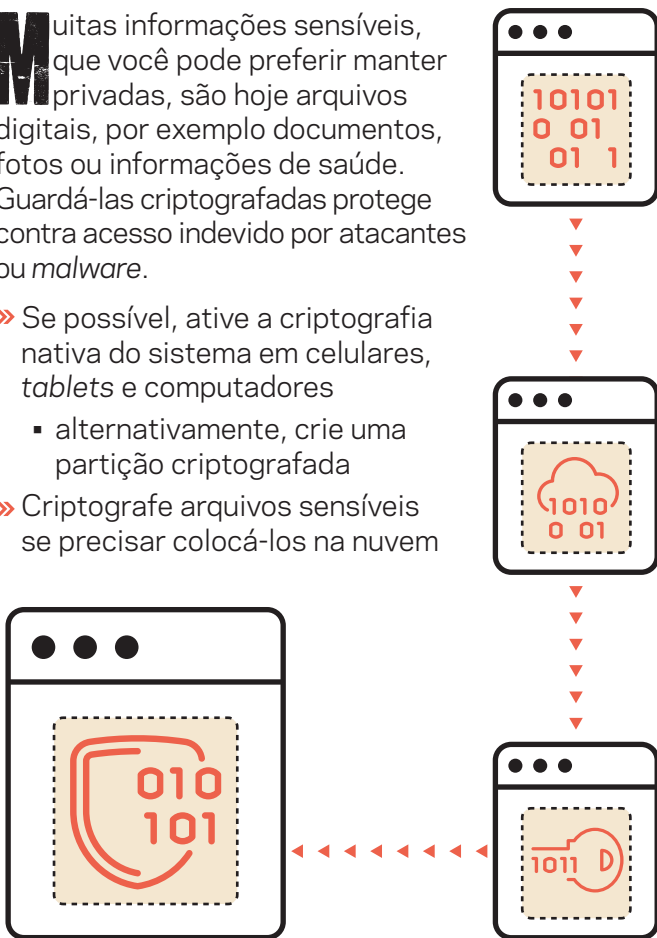 Muitas informações sensíveis,
que você pode preferir manter
privadas, são hoje arquivos
digitais, por exemplo documentos,
fotos ou informações de saúde.
Guardá-las criptografadas protege
contra acesso indevido por atacantes
ou malware.
» Se possível, ative a criptografia
nativa do sistema em celulares,
tablets e computadores
▪ alternativamente, crie uma
partição criptografada
» Criptografe arquivos sensíveis
se precisar colocá-los na nuvem
10101
0 01
01 1
1010
0 01
1011 D
010
101